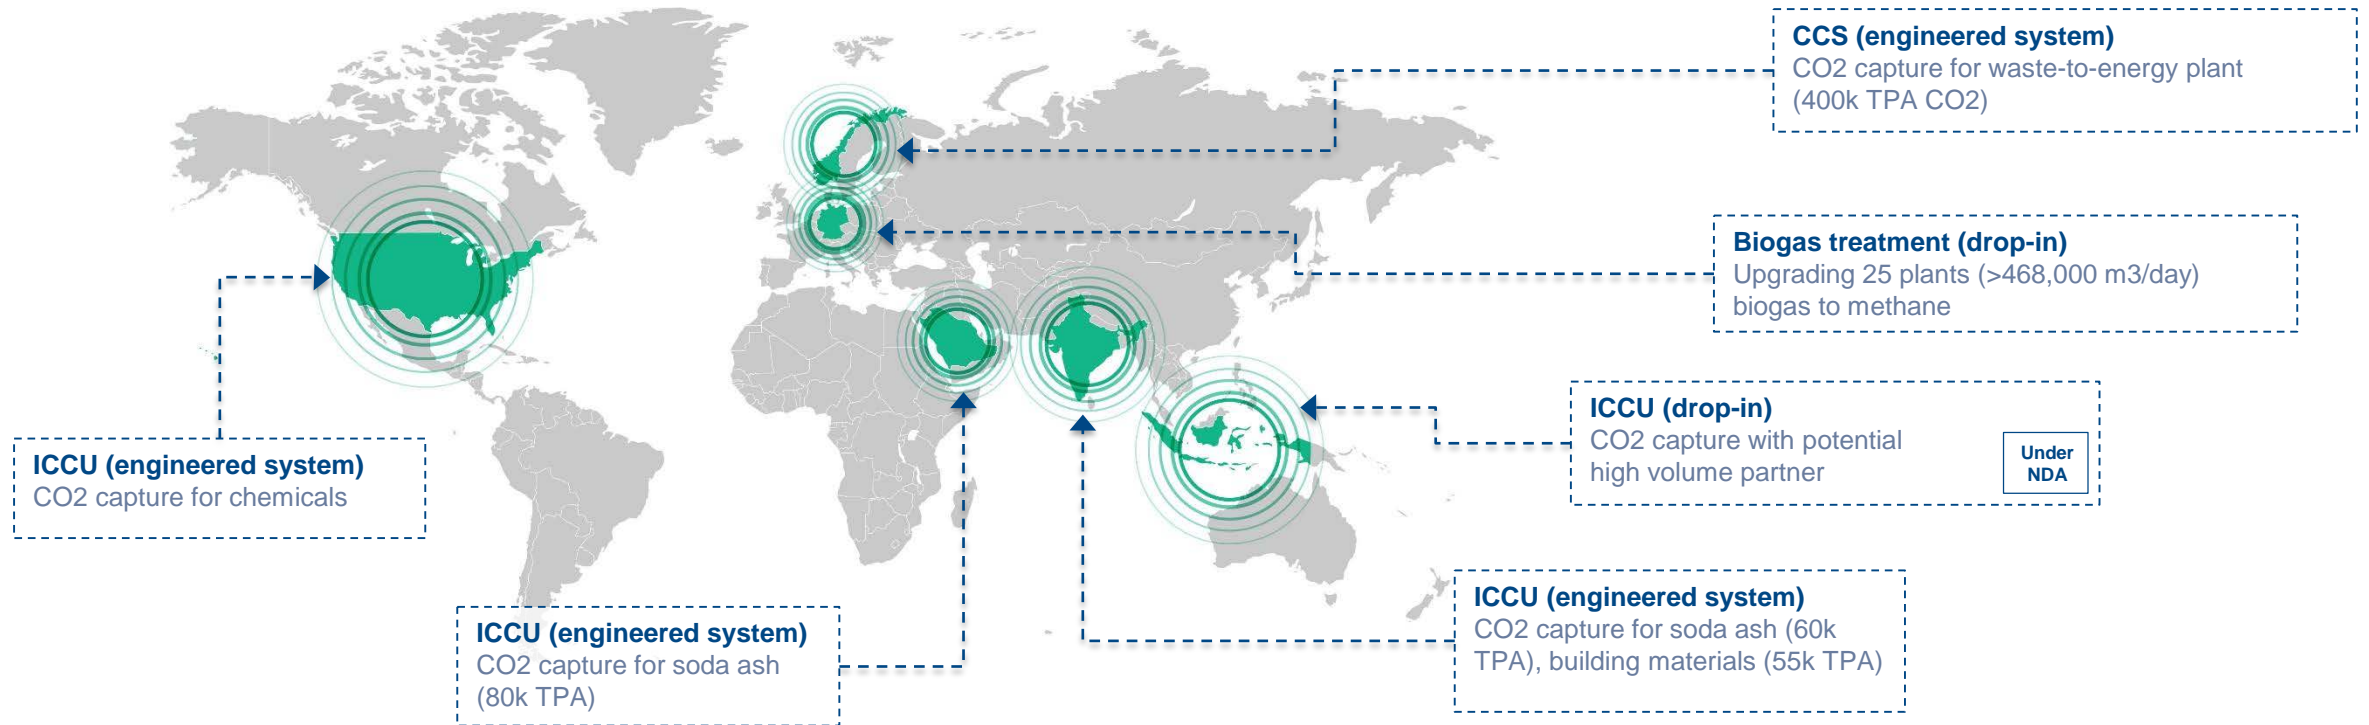 CCS (engineered system)
CO2 capture for waste-to-energy plant
(400k TPA CO2)
Biogas treatment (drop-in)
Upgrading 25 plants (>468,000 m3/day)
biogas to methane
ICCU (drop-in)
CO2 capture with potential
high volume partner
Under
NDA
ICCU (engineered system)
CO2 capture for chemicals
ICCU (engineered system)
CO2 capture for soda ash
(80k TPA)
ICCU (engineered system)
CO2 capture for soda ash (60k
TPA), building materials (55k TPA)